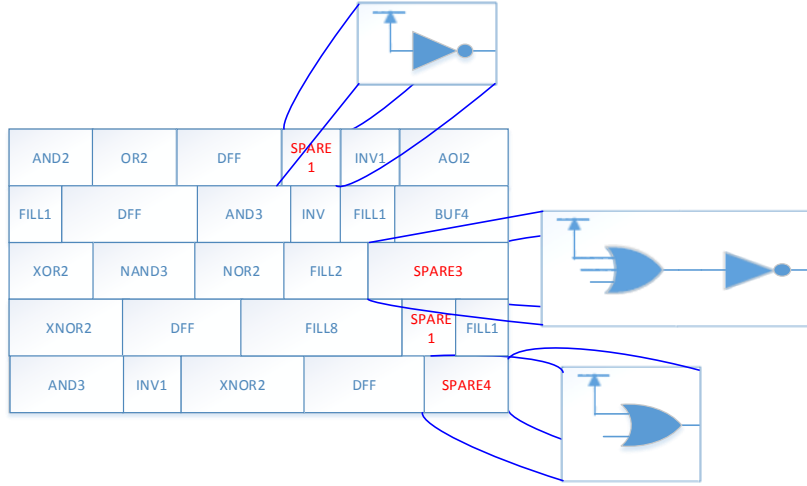 AND2 OR2 DFF SPARE INV1 AOI2
1
FILL1 DFF AND3 INV FILL1 BUF4
XOR2 NAND3 NOR2 FILL2 SPARE3
XNOR2 DFF FILL8 SPARE FILL1
1
AND3 INV1 XNOR2 DFF SPARE4